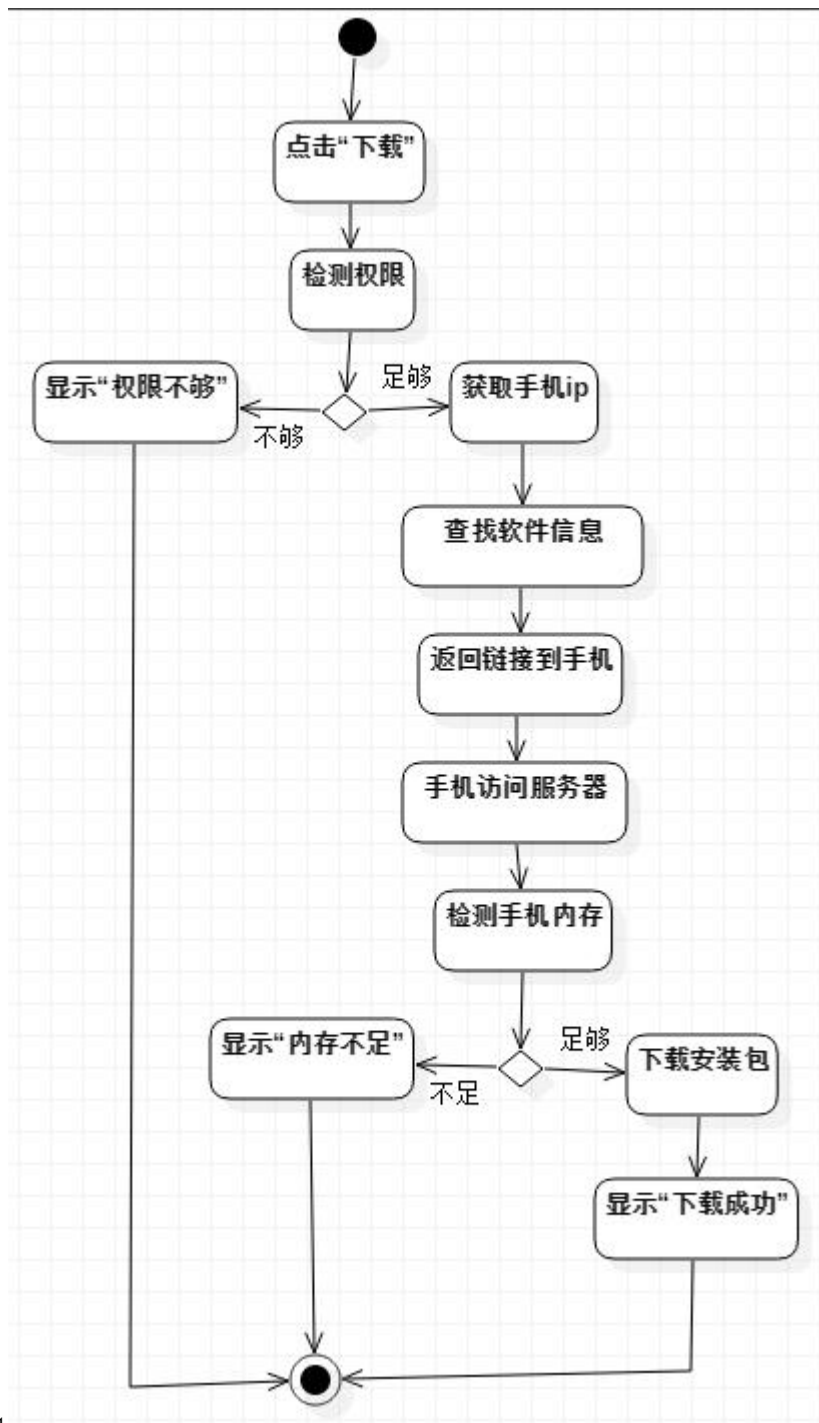 点击“下载”
检测权限
显示“权限不够”
不够
足够
获取手机ip
查找软件信息
返回链接到手机
手机访问服务器
检测手机内存
显示“内存不足”
不足
足够
下载安装包
显示“下载成功”